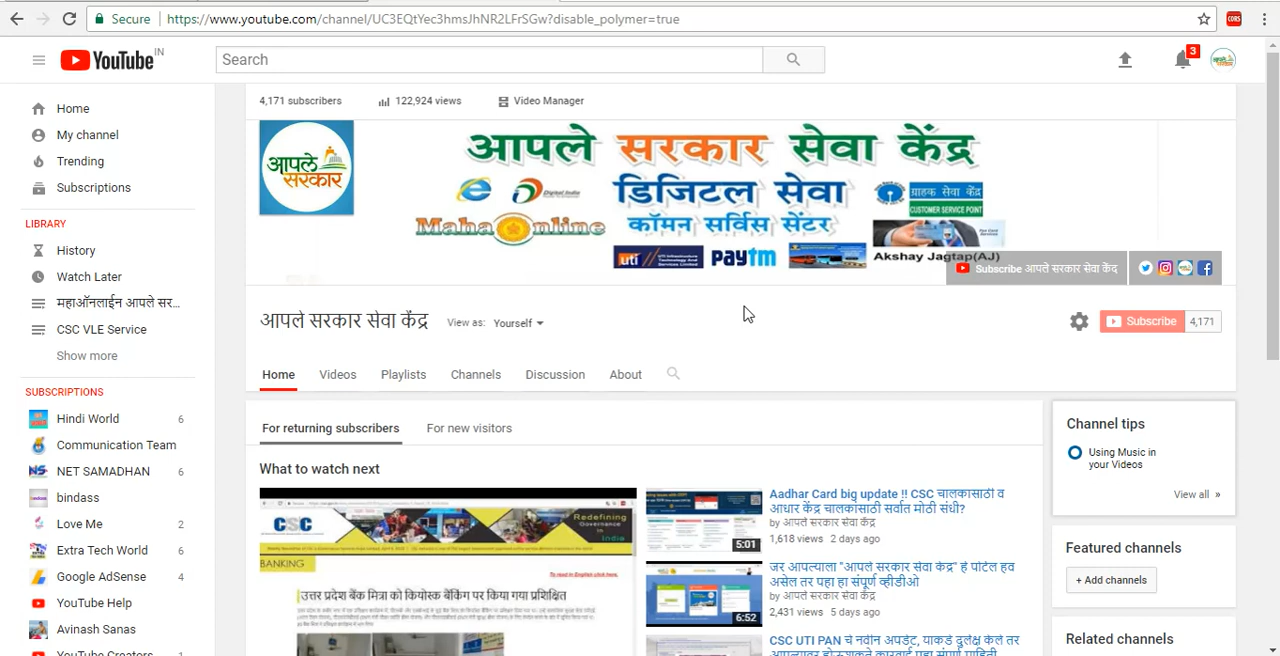 Secure
https://www.youtube.com/channel/UC3EQtYec3hmsJhNR2LFrSGw?disable_polymer=true
CORS
YouTube IN
Search
3
4,171 subscribers
122,924 views
Video Manager
Home
My channel
Trending
Subscriptions
LIBRARY
History
Watch Later
महाऑनलाईन आपले सर...
CSC VLE Service
Show more
SUBSCRIPTIONS
Hindi World 6
Communication Team
NET SAMADHAN 6
bindass
Love Me 2
Extra Tech World 6
Google AdSense 4
YouTube Help
Avinash Sanas
YouTube Creators 1
आपले सरकार
आपले सरकार सेवा केंद्र
Digital India
डिजिटल सेवा
ग्राहक सेवा केंद्र
CUSTOMER SERVICE POINT
MahaOnline
कॉमन सर्विस सेंटर
uti
Paytm
Akshay Jagtap(AJ)
Subscribe आपले सरकार सेवा केंद्र
आपले सरकार सेवा केंद्र
View as: Yourself
Subscribe 4,171
Home
Videos
Playlists
Channels
Discussion
About
For returning subscribers
For new visitors
What to watch next
CSC
Redefining
BANKING
To read in English click here.
उत्तर प्रदेश बैंक मित्रा को कियोस्क बैंकिंग पर किया गया प्रशिक्षित
5:01
Aadhar Card big update !! CSC चालकासाठी व
आधार केंद्र चालकासाठी सर्वात मोठी संधी?
by आपले सरकार सेवा केंद्र
1,618 views 2 days ago
6:52
जर आपल्याला "आपले सरकार सेवा केंद्र" हे पोर्टल हव
असेल तर पहा हा संपूर्ण व्हीडीओ
by आपले सरकार सेवा केंद्र
2,431 views 5 days ago
CSC UTI PAN चे नवीन अपडेट, याकडे दुर्लक्ष केलं तर
Channel tips
Using Music in
your Videos
View all »
Featured channels
+ Add channels
Related channels